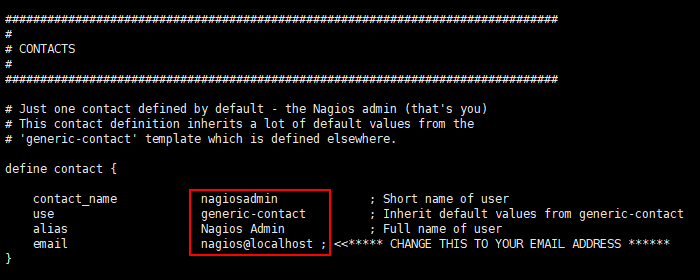 ###############################################################################
#
# CONTACTS
#
###############################################################################
# Just one contact defined by default - the Nagios admin (that's you)
# This contact definition inherits a lot of default values from the
# 'generic-contact' template which is defined elsewhere.
define contact {
contact_name nagiosadmin ; Short name of user
use generic-contact ; Inherit default values from generic-contact
alias Nagios Admin ; Full name of user
email nagios@localhost ; <<***** CHANGE THIS TO YOUR EMAIL ADDRESS ******
}